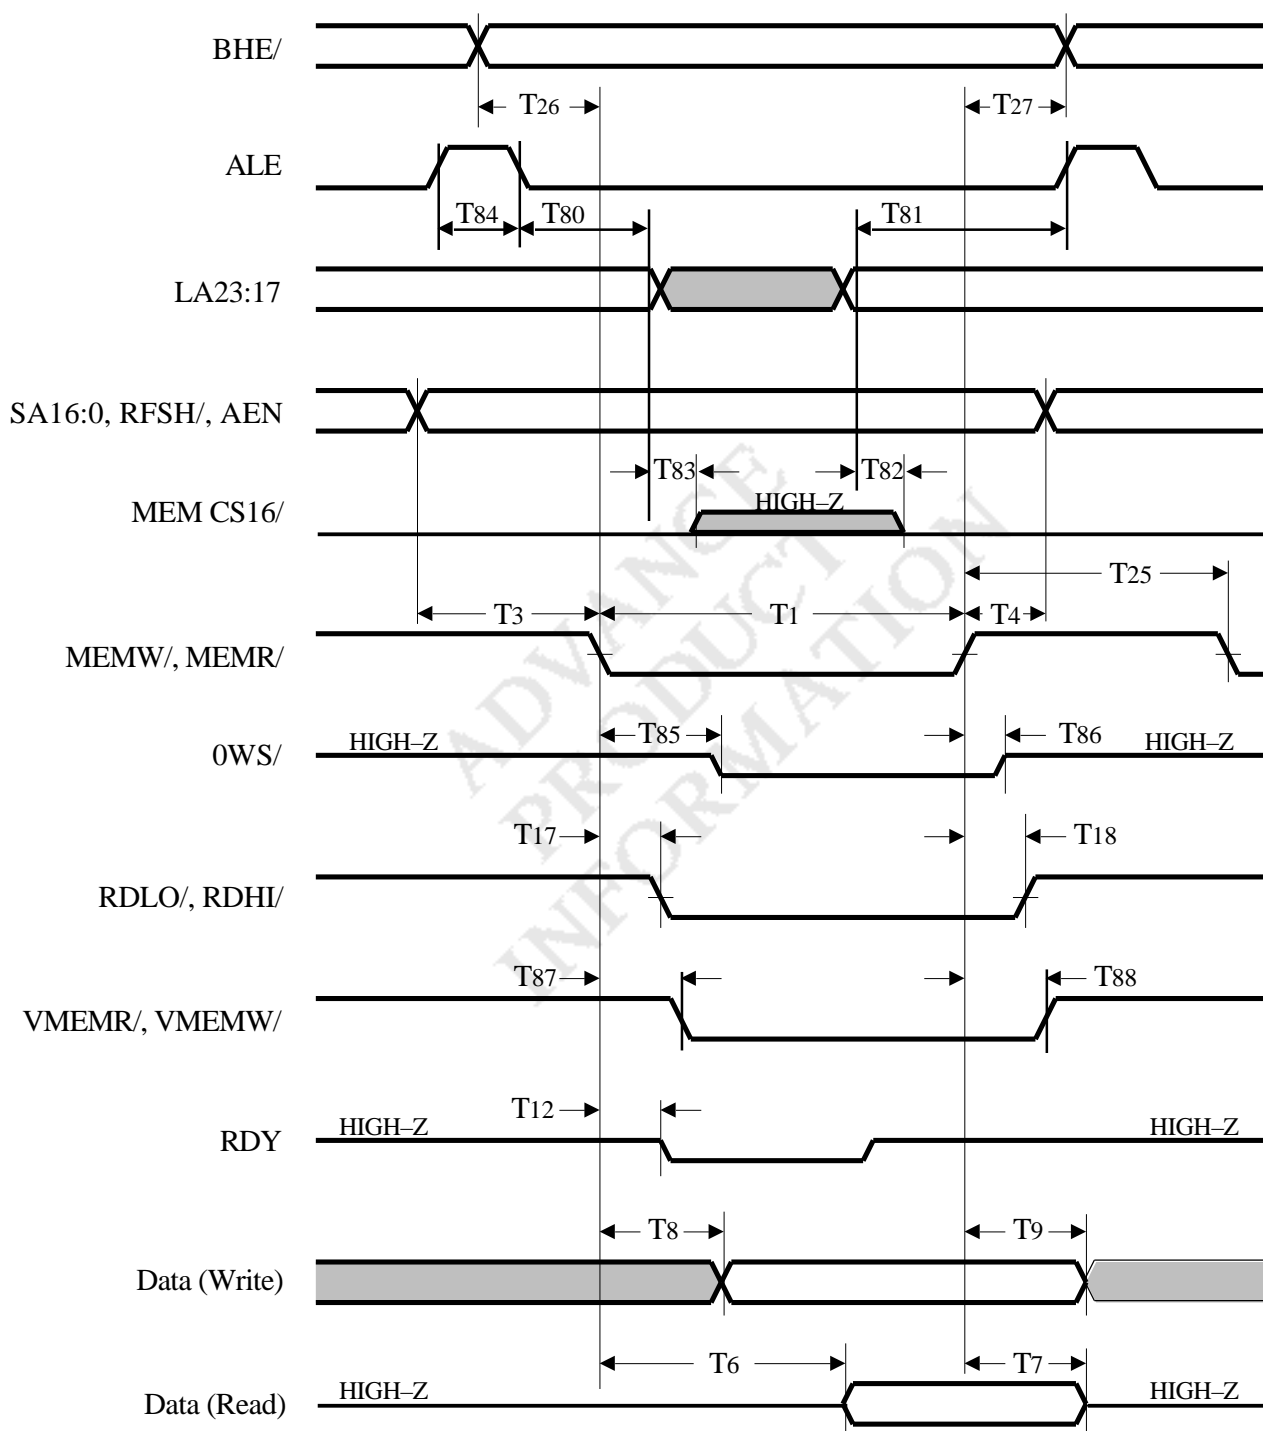 BHE/
T26
T27
ALE
T84
T80
T81
LA23:17
SA16:0, RFSH/, AEN
T83
T82
MEM CS16/
HIGH–Z
T25
T3
T1
T4
MEMW/, MEMR/
T85
T86
0WS/
HIGH–Z
HIGH–Z
T17
T18
RDLO/, RDHI/
T87
T88
VMEMR/, VMEMW/
T12
RDY
HIGH–Z
HIGH–Z
T8
T9
Data (Write)
T6
T7
Data (Read)
HIGH–Z
HIGH–Z
ADVANCE
PRODUCT
INFORMATION